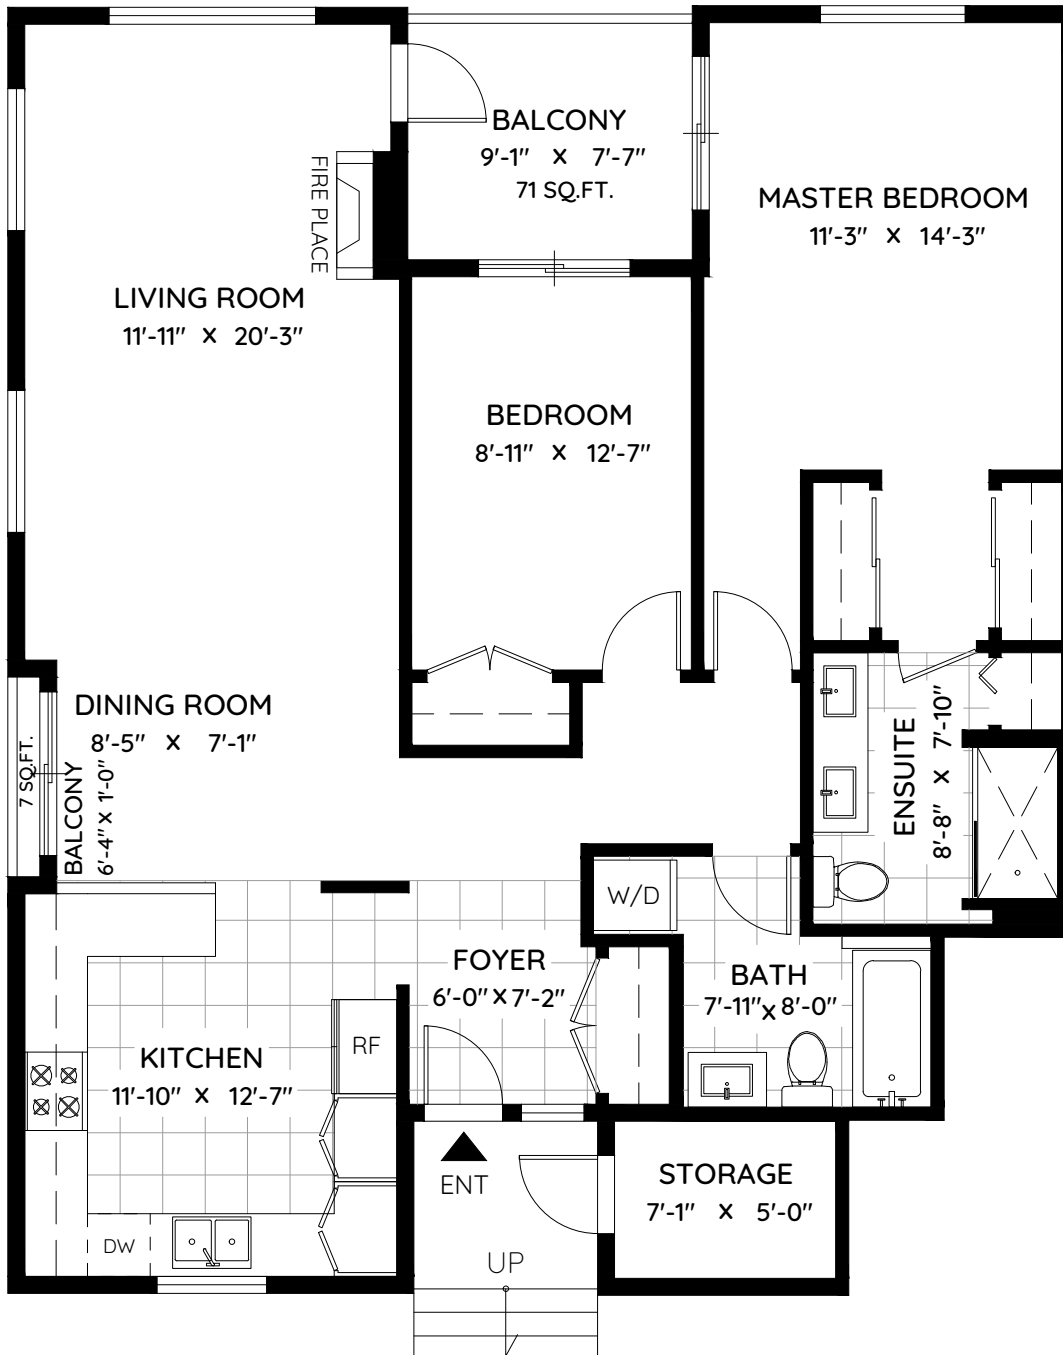 BALCONY
9'-1" X 7'-7"
71 SQ.FT.
MASTER BEDROOM
11'-3" X 14'-3"
FIRE PLACE
LIVING ROOM
11'-11" X 20'-3"
BEDROOM
8'-11" X 12'-7"
DINING ROOM
8'-5" X 7'-1"
7 SQ.FT.
BALCONY
6'-4" X 1'-0"
ENSUITE
8'-8" X 7'-10"
W/D
FOYER
6'-0" X 7'-2"
BATH
7'-11" X 8'-0"
RF
KITCHEN
11'-10" X 12'-7"
ENT
STORAGE
7'-1" X 5'-0"
DW
UP